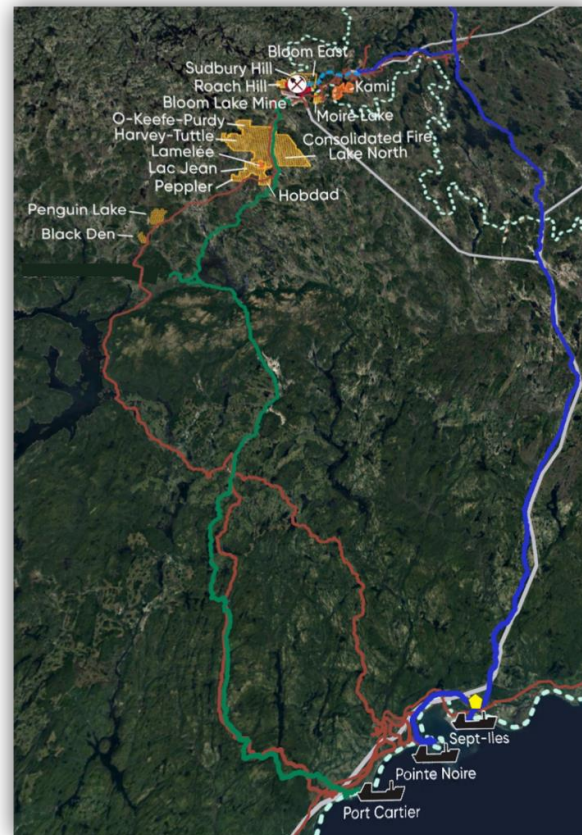 Bloom East
Sudbury Hill
Roach Hill
Kami
Bloom Lake Mine
Moire Lake
O-Keefe-Purdy
Harvey-Tuttle
Consolidated Fire
Lake North
Lamelée
Lac Jean
Peppler
Hobdad
Penguin Lake
Black Den
Sept-Iles
Pointe Noire
Port Cartier